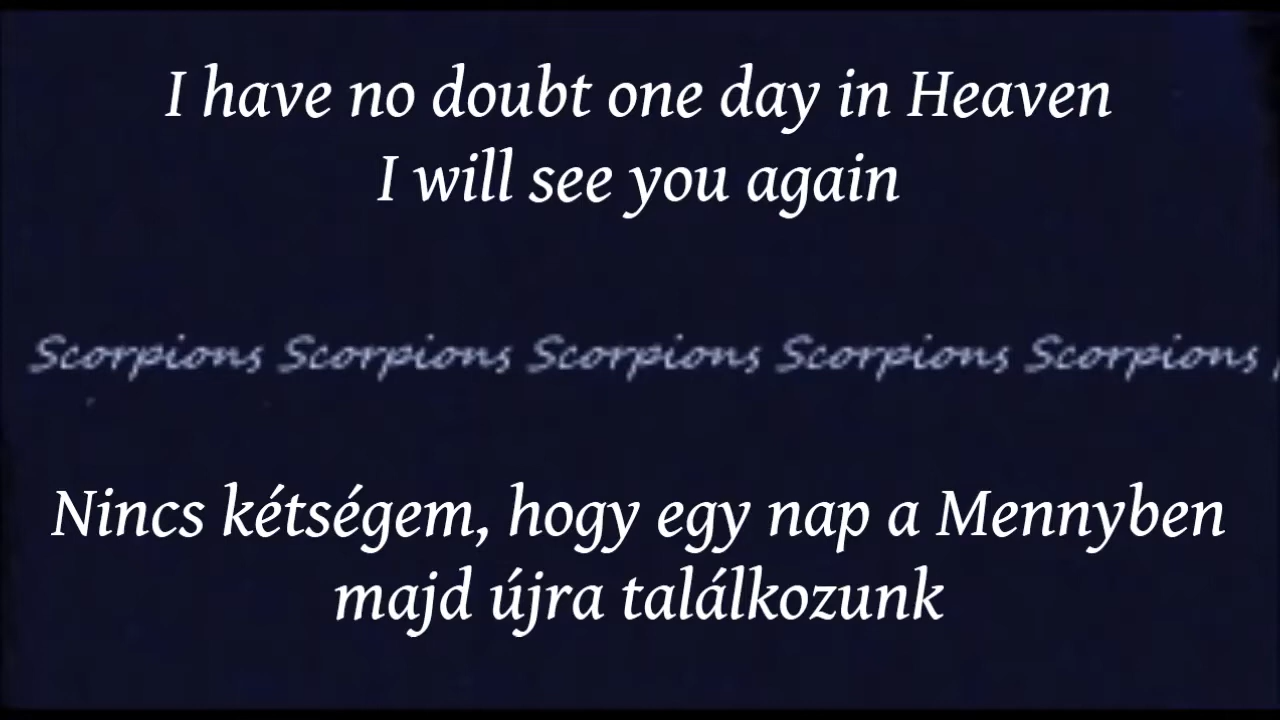 I have no doubt one day in Heaven
I will see you again
Scorpions Scorpions Scorpions Scorpions Scorpions
Nincs kétségem, hogy egy nap a Mennyben
majd újra találkozunk